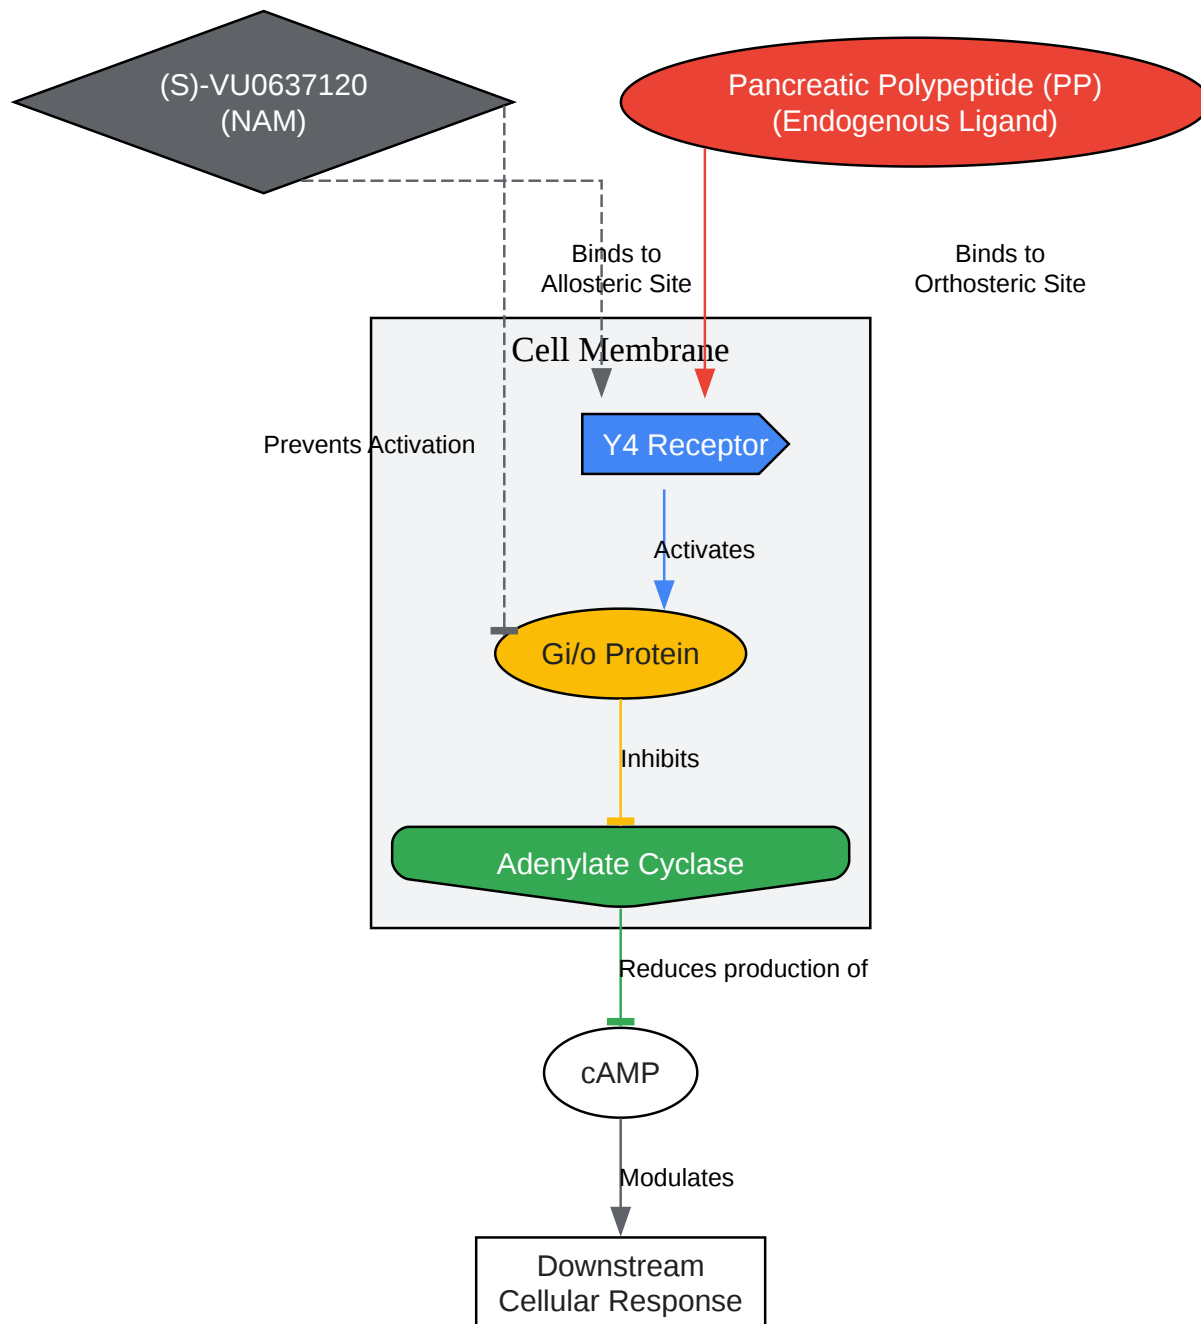 (S)-VU0637120
(NAM)
Pancreatic Polypeptide (PP)
(Endogenous Ligand)
Binds to
Allosteric Site
Binds to
Orthosteric Site
Cell Membrane
Prevents Activation
Y4 Receptor
Activates
Gi/o Protein
Inhibits
Adenylate Cyclase
Reduces production of
cAMP
Modulates
Downstream
Cellular Response